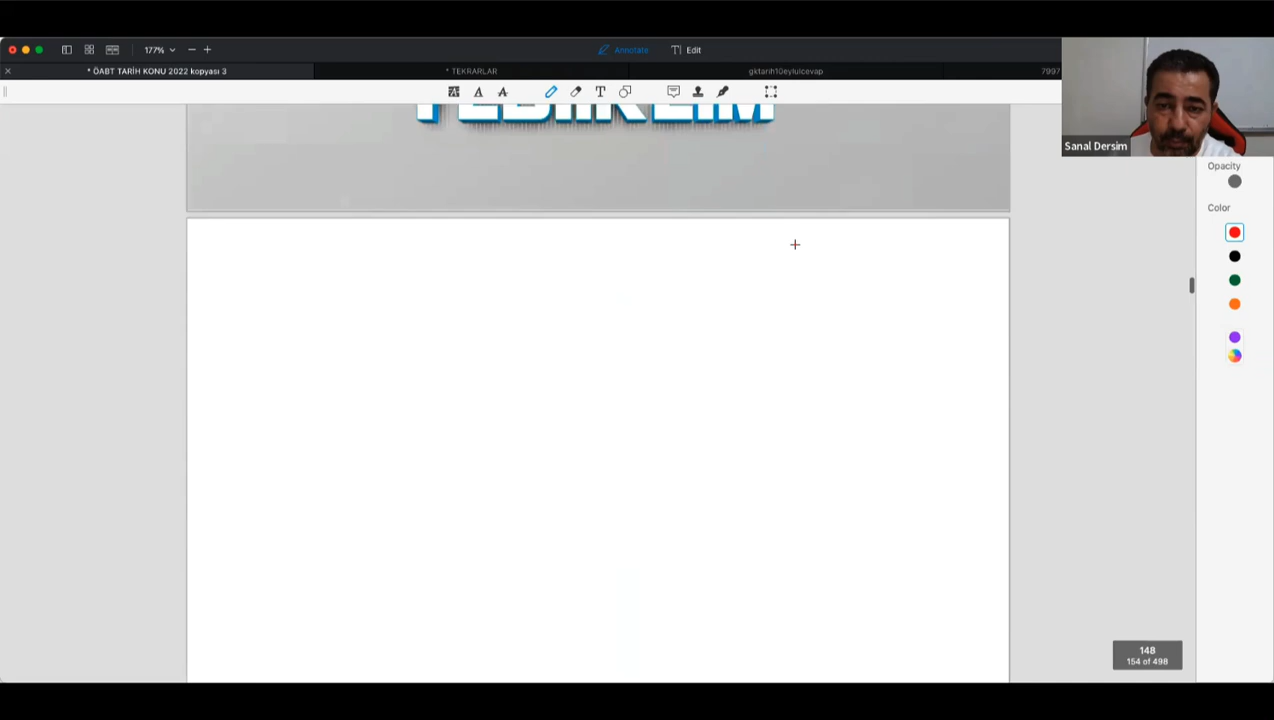 177%
Annotate
T Edit
* ÖABT TARİH KONU 2022 kopyası 3
* TEKRARLAR
gktarih10eylulcevap
7997
Sanal Dersim
Opacity
Color
148
154 of 498